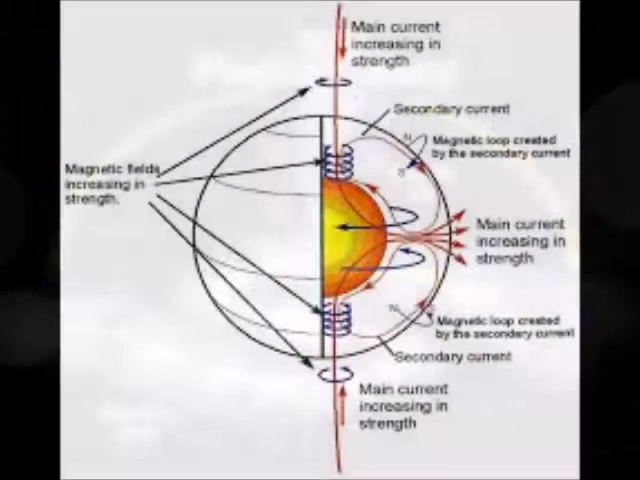 Main current
increasing in
strength
Secondary current
N
Magnetic loop created
by the secondary current
S
Magnetic fields
increasing in
strength.
Main current
increasing in
strength
N
Magnetic loop created
by the secondary current
Secondary current
Main current
increasing in
strength